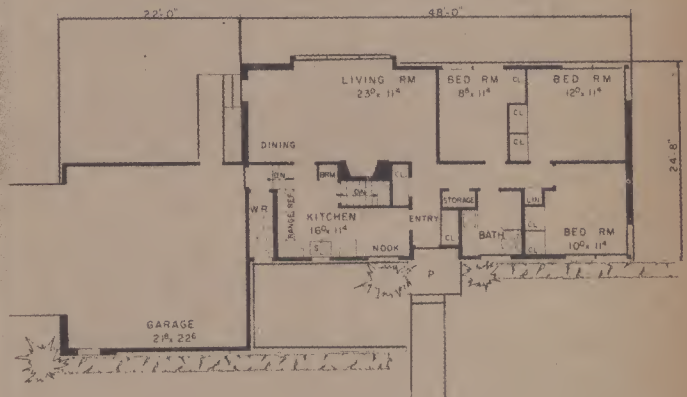 22'-0"
48'-0"
LIVING RM
23⁰ x 11⁴
BED RM
8⁶ x 11⁴
CL
BED RM
12⁰ x 11⁴
CL
CL
24'-8"
DINING
BRM
DN
CL
W.R
RANGE
REF
KITCHEN
16⁰ x 11⁴
S
NOOK
ENTRY
STORAGE
CL
BATH
LIN
CL
CL
BED RM
10⁰ x 11⁴
P
GARAGE
21⁶ x 22⁶